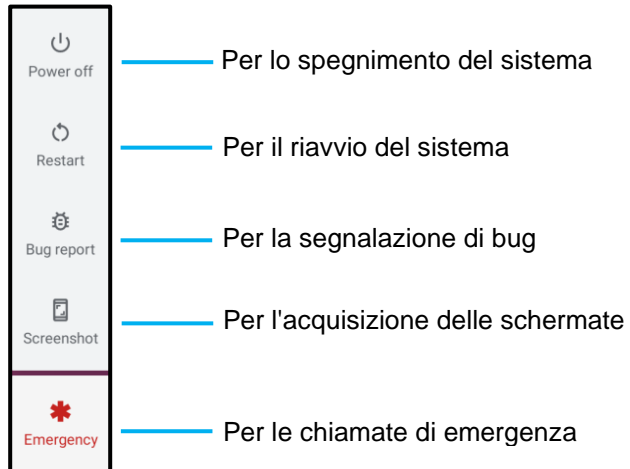 Power off
Per lo spegnimento del sistema
Restart
Per il riavvio del sistema
Bug report
Per la segnalazione di bug
Screenshot
Per l'acquisizione delle schermate
Emergency
Per le chiamate di emergenza